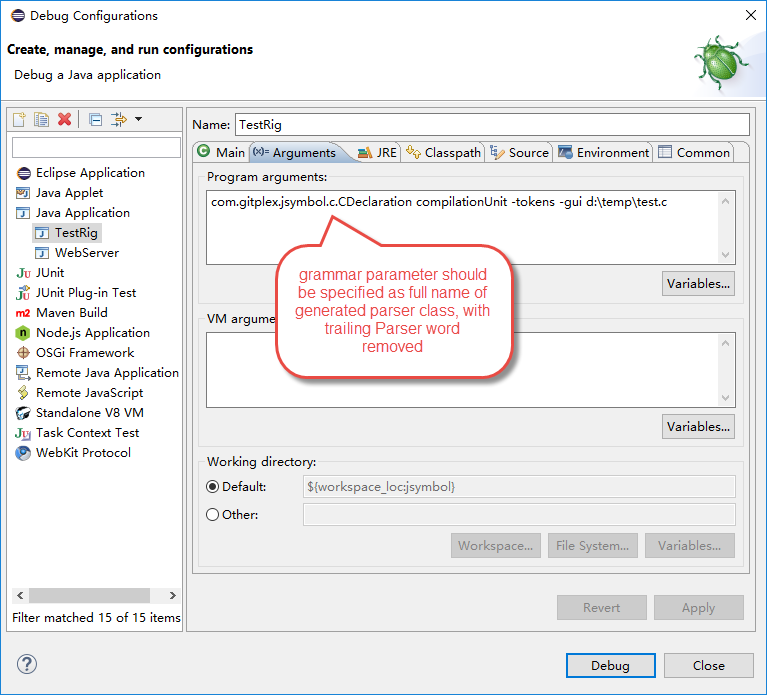 Debug Configurations
Create, manage, and run configurations
Debug a Java application
Name: TestRig
Main (x)= Arguments JRE Classpath Source Environment Common
Eclipse Application
Java Applet
Java Application
TestRig
WebServer
Ju JUnit
JUnit Plug-in Test
m2 Maven Build
Node.js Application
OSGi Framework
Remote Java Application
Remote JavaScript
Standalone V8 VM
Task Context Test
WebKit Protocol
Filter matched 15 of 15 items
Program arguments:
com.gitplex.jsymbol.c.CDeclaration compilationUnit -tokens -gui d:\temp\test.c
grammar parameter should
be specified as full name of
generated parser class, with
trailing Parser word
removed
Variables...
VM argume
Variables...
Working directory:
Default: ${workspace_loc:jsymbol}
Other:
Workspace... File System... Variables...
Revert Apply
Debug Close